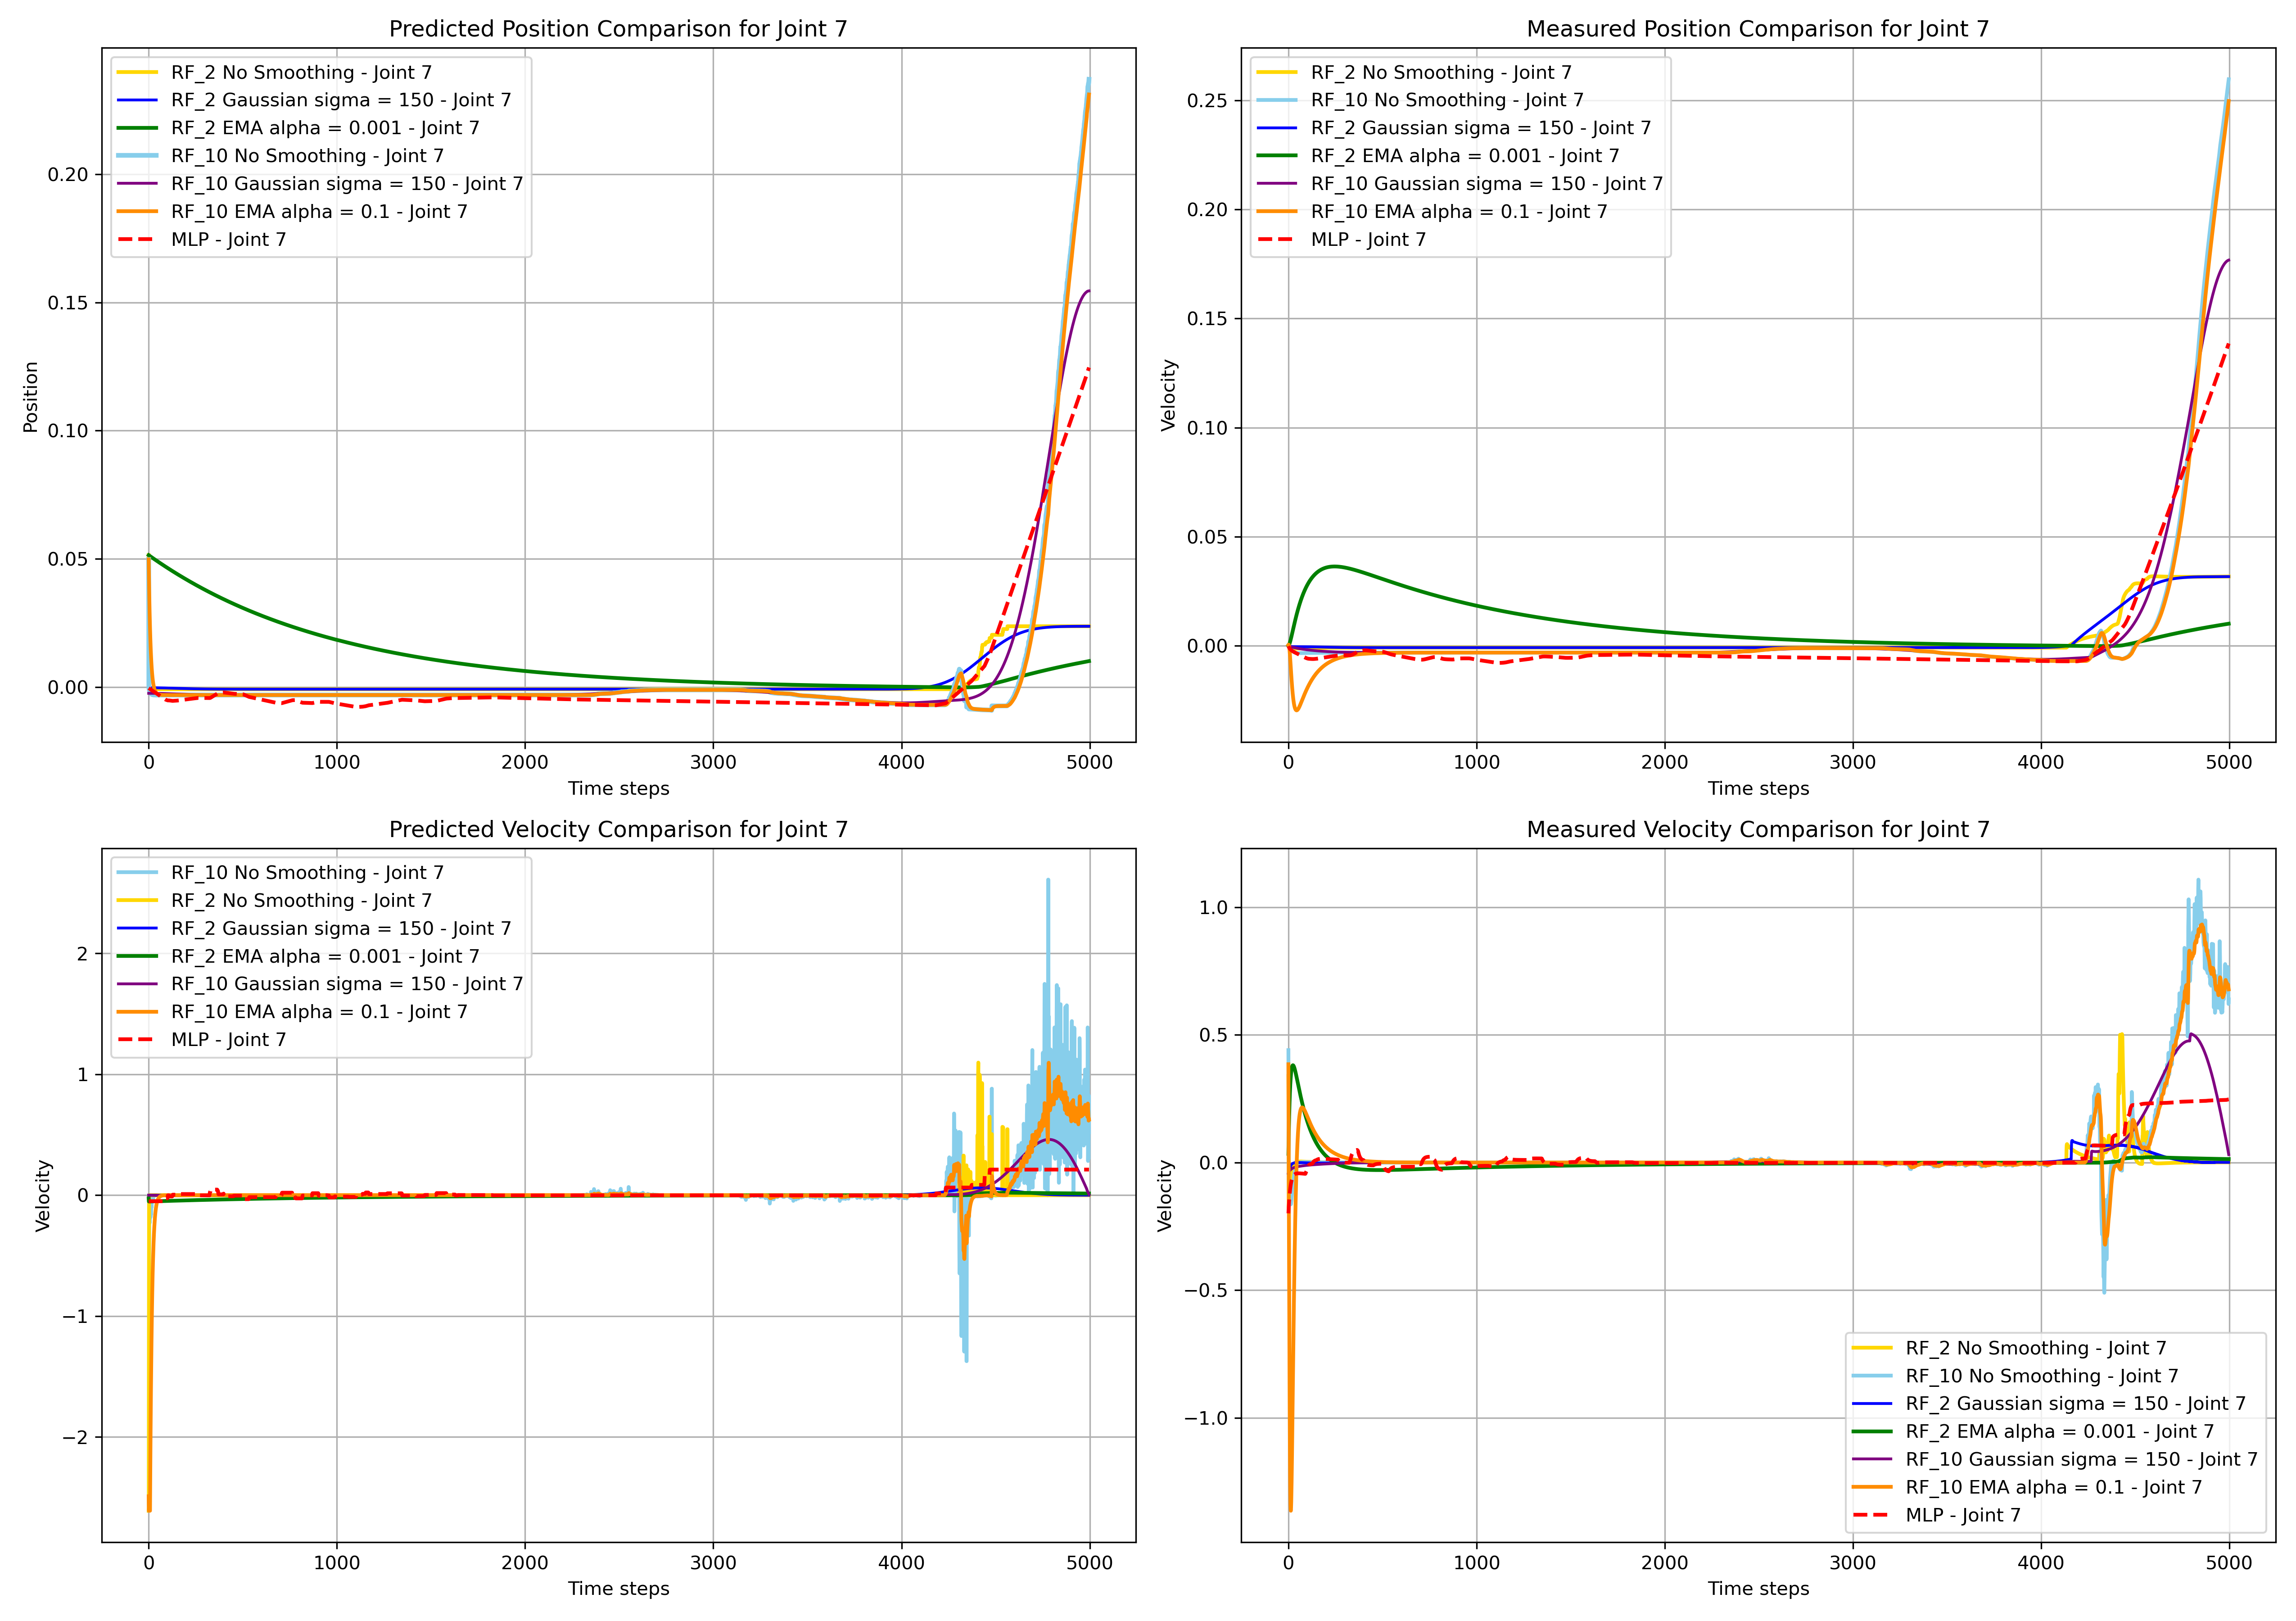 Predicted Position Comparison for Joint 7
RF_2 No Smoothing - Joint 7
RF_2 Gaussian sigma = 150 - Joint 7
RF_2 EMA alpha = 0.001 - Joint 7
RF_10 No Smoothing - Joint 7
RF_10 Gaussian sigma = 150 - Joint 7
RF_10 EMA alpha = 0.1 - Joint 7
MLP - Joint 7
Position
0.20
0.15
0.10
0.05
0.00
0 1000 2000 3000 4000 5000
Time steps
Measured Position Comparison for Joint 7
RF_2 No Smoothing - Joint 7
RF_10 No Smoothing - Joint 7
RF_2 Gaussian sigma = 150 - Joint 7
RF_2 EMA alpha = 0.001 - Joint 7
RF_10 Gaussian sigma = 150 - Joint 7
RF_10 EMA alpha = 0.1 - Joint 7
MLP - Joint 7
Velocity
0.25
0.20
0.15
0.10
0.05
0.00
0 1000 2000 3000 4000 5000
Time steps
Predicted Velocity Comparison for Joint 7
RF_10 No Smoothing - Joint 7
RF_2 No Smoothing - Joint 7
RF_2 Gaussian sigma = 150 - Joint 7
RF_2 EMA alpha = 0.001 - Joint 7
RF_10 Gaussian sigma = 150 - Joint 7
RF_10 EMA alpha = 0.1 - Joint 7
MLP - Joint 7
Velocity
2
1
0
−1
−2
0 1000 2000 3000 4000 5000
Time steps
Measured Velocity Comparison for Joint 7
Velocity
1.0
0.5
0.0
−0.5
−1.0
RF_2 No Smoothing - Joint 7
RF_10 No Smoothing - Joint 7
RF_2 Gaussian sigma = 150 - Joint 7
RF_2 EMA alpha = 0.001 - Joint 7
RF_10 Gaussian sigma = 150 - Joint 7
RF_10 EMA alpha = 0.1 - Joint 7
MLP - Joint 7
0 1000 2000 3000 4000 5000
Time steps